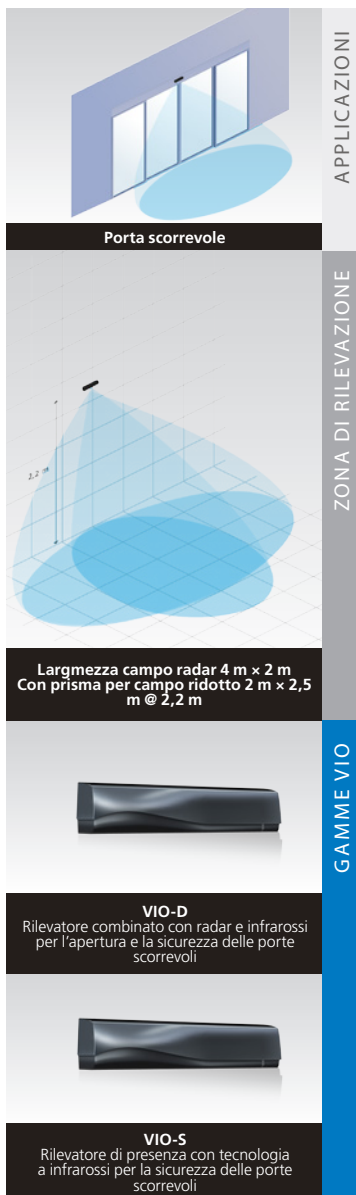 APPLICAZIONI
Porta scorrevole
ZONA DI RILEVAZIONE
2,2 m
Largmezza campo radar 4 m × 2 m
Con prisma per campo ridotto 2 m × 2,5
m @ 2,2 m
GAMME VIO
VIO-D
Rilevatore combinato con radar e infrarossi
per l'apertura e la sicurezza delle porte
scorrevoli
VIO-S
Rilevatore di presenza con tecnologia
a infrarossi per la sicurezza delle porte
scorrevoli